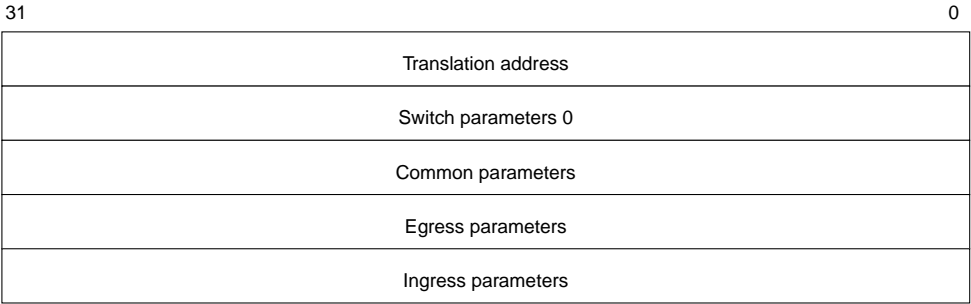 31 0
Translation address
Switch parameters 0
Common parameters
Egress parameters
Ingress parameters